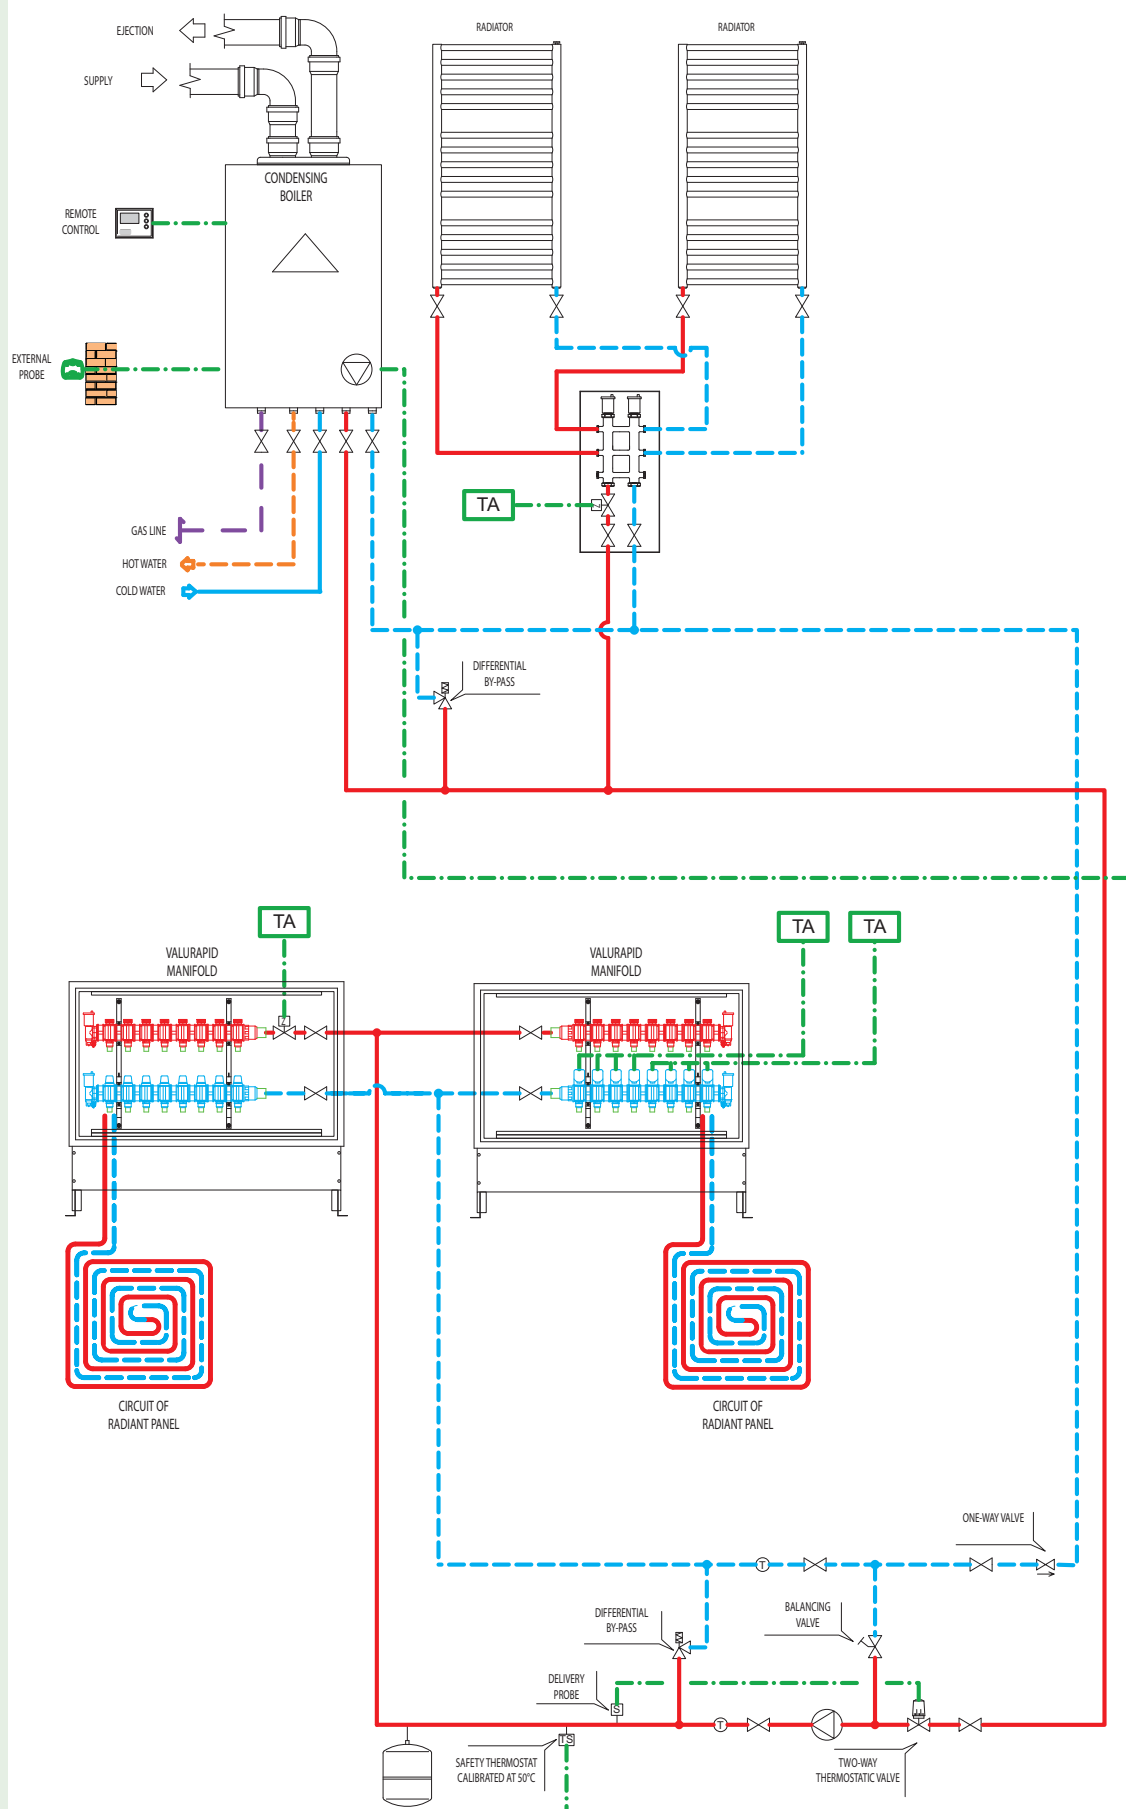 EJECTION
RADIATOR
RADIATOR
SUPPLY
CONDENSING
BOILER
REMOTE
CONTROL
EXTERNAL
PROBE
TA
GAS LINE
HOT WATER
COLD WATER
DIFFERENTIAL
BY-PASS
TA
TA
TA
VALURAPID
MANIFOLD
VALURAPID
MANIFOLD
CIRCUIT OF
RADIANT PANEL
CIRCUIT OF
RADIANT PANEL
ONE-WAY VALVE
T
DIFFERENTIAL
BY-PASS
BALANCING
VALVE
DELIVERY
PROBE
S
T
TS
SAFETY THERMOSTAT
CALIBRATED AT 50°C
TWO-WAY
THERMOSTATIC VALVE